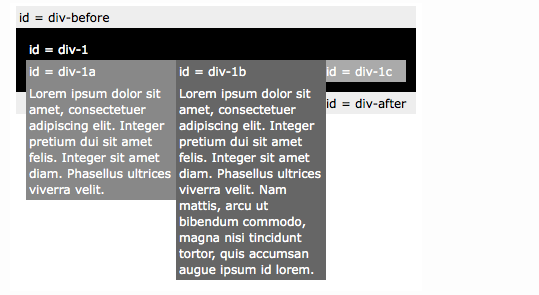 id = div-before
id = div-1
id = div-1a
Lorem ipsum dolor sit
amet, consectetuer
adipiscing elit. Integer
pretium dui sit amet
felis. Integer sit amet
diam. Phasellus ultrices
viverra velit.
id = div-1b
Lorem ipsum dolor sit
amet, consectetuer
adipiscing elit. Integer
pretium dui sit amet
felis. Integer sit amet
diam. Phasellus ultrices
viverra velit. Nam
mattis, arcu ut
bibendum commodo,
magna nisi tincidunt
tortor, quis accumsan
augue ipsum id lorem.
id = div-1c
id = div-after